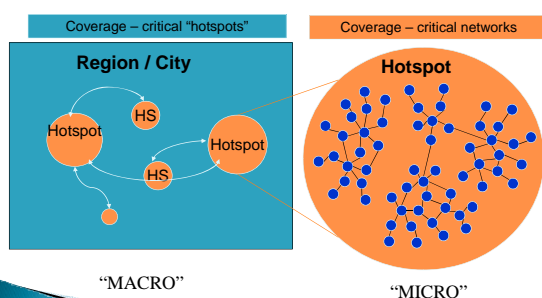 Coverage – critical “hotspots”
Coverage – critical networks
Region / City
Hotspot
HS
Hotspot
Hotspot
HS
“MACRO”
“MICRO”